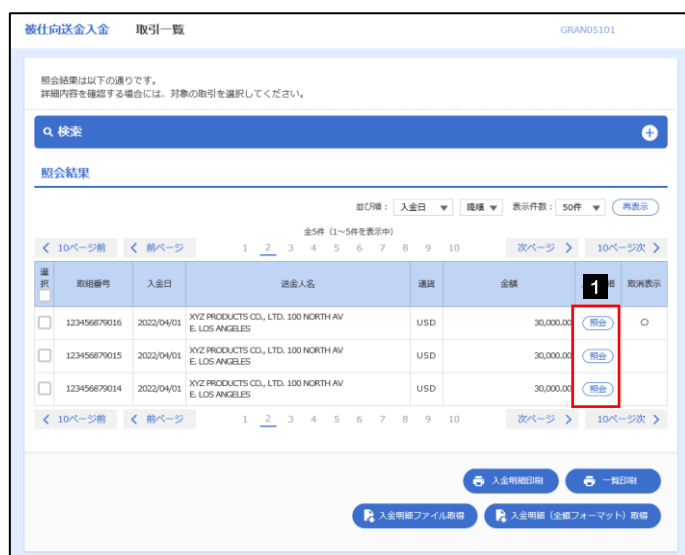 被仕向送金入金 取引一覧 GRAN05101
照会結果は以下の通りです。
詳細内容を確認する場合には、対象の取引を選択してください。
検索
照会結果
並び順： 入金日 ▼ 降順 ▼ 表示件数： 50件 ▼ 再表示
全5件（1～5件を表示中）
10ページ前 前ページ 1 2 3 4 5 6 7 8 9 10 次ページ 10ページ次
選択 取組番号 入金日 送金人名 通貨 金額 1 細 取消表示
123456879016 2022/04/01 XYZ PRODUCTS CO., LTD. 100 NORTH AV
E. LOS ANGELES USD 30,000.00 照会 ○
123456879015 2022/04/01 XYZ PRODUCTS CO., LTD. 100 NORTH AV
E. LOS ANGELES USD 30,000.00 照会
123456879014 2022/04/01 XYZ PRODUCTS CO., LTD. 100 NORTH AV
E. LOS ANGELES USD 30,000.00 照会
10ページ前 前ページ 1 2 3 4 5 6 7 8 9 10 次ページ 10ページ次
入金明細印刷 一覧印刷
入金明細ファイル取得 入金明細（全銀フォーマット）取得